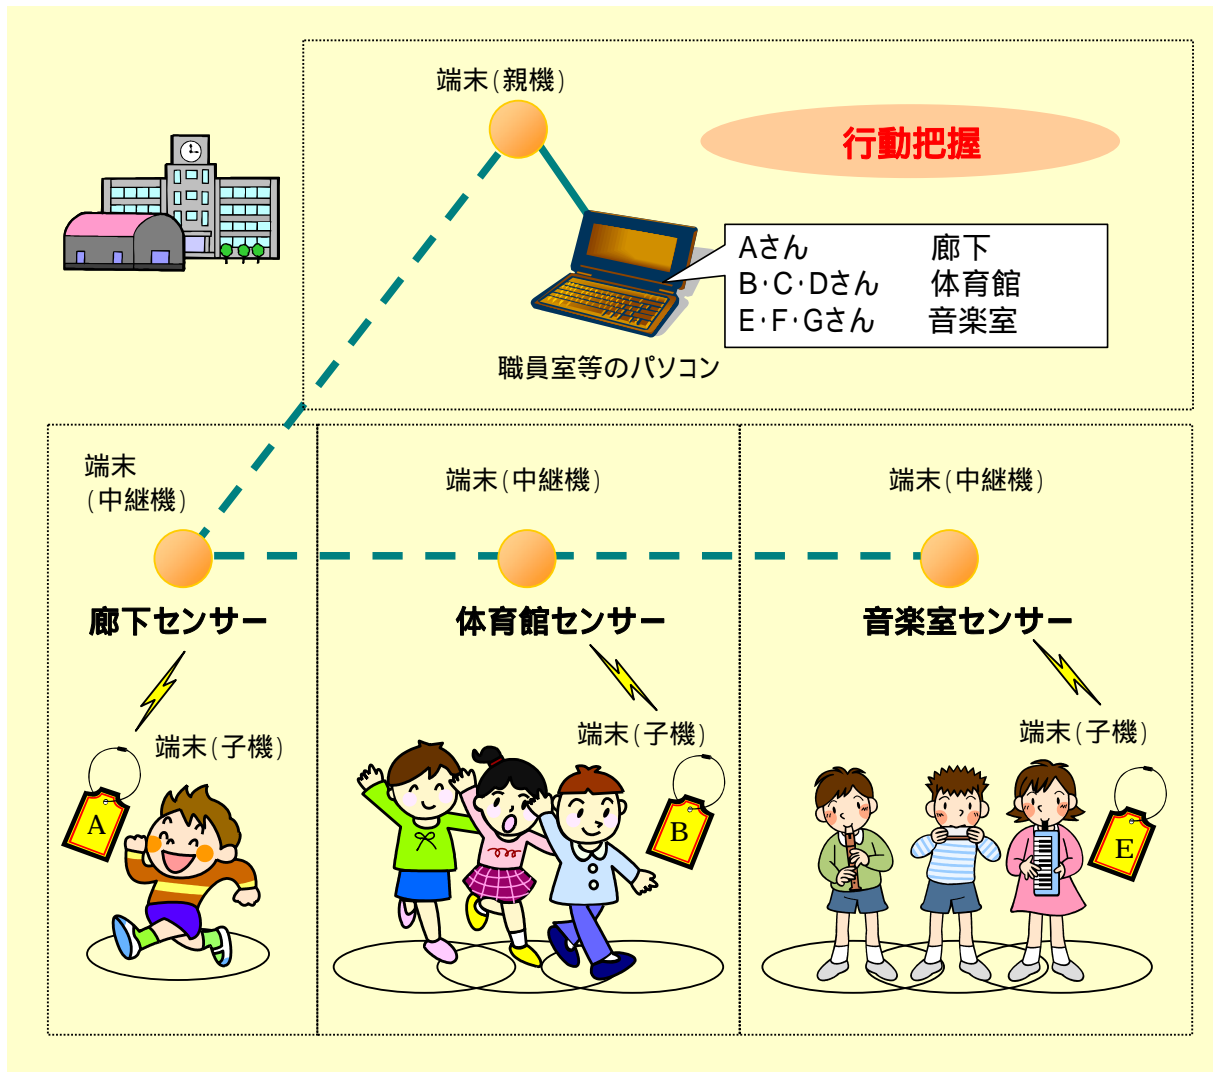 端末(親機)
行動把握
Aさん 廊下
B･C･Dさん 体育館
E･F･Gさん 音楽室
職員室等のパソコン
端末
(中継機)
端末(中継機)
端末(中継機)
廊下センサー
体育館センサー
音楽室センサー
端末(子機)
端末(子機)
端末(子機)
A
B
E